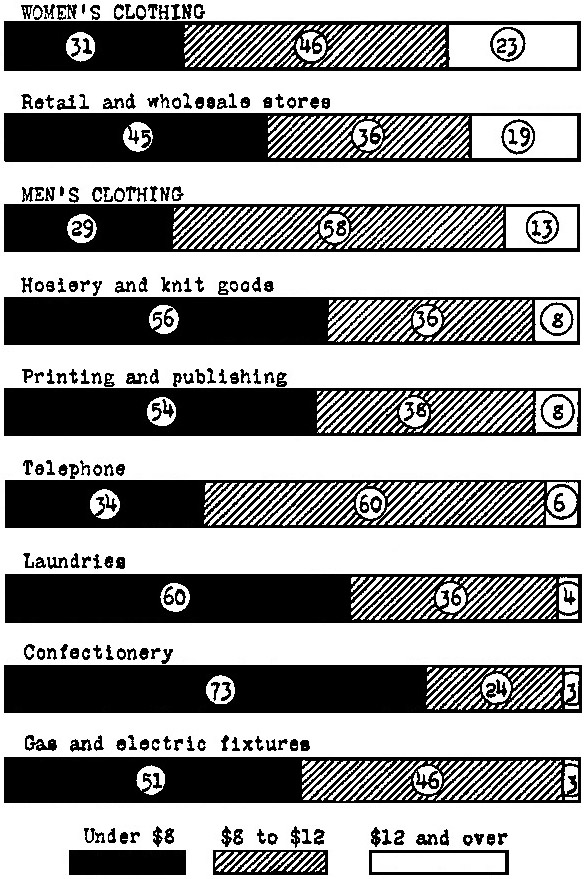 WOMEN'S CLOTHING
31 46 23
Retail and wholesale stores
45 36 19
MEN'S CLOTHING
29 58 13
Hosiery and knit goods
56 36 8
Printing and publishing
54 38 8
Telephone
34 60 6
Laundries
60 36 4
Confectionery
73 24 3
Gas and electric fixtures
51 46 3
Under $8 $8 to $12 $12 and over